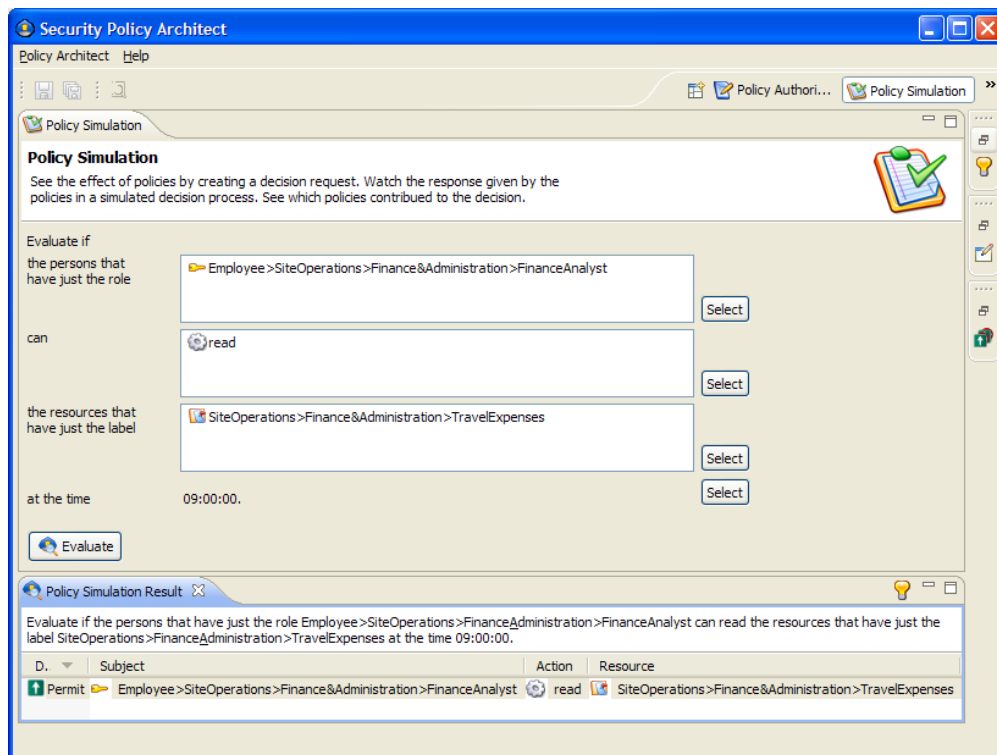 Security Policy Architect
Policy Architect Help
Policy Authori... Policy Simulation »
Policy Simulation
Policy Simulation
See the effect of policies by creating a decision request. Watch the response given by the
policies in a simulated decision process. See which policies contribued to the decision.
Evaluate if
the persons that
have just the role
Employee>SiteOperations>Finance&Administration>FinanceAnalyst
Select
can
read
Select
the resources that
have just the label
SiteOperations>Finance&Administration>TravelExpenses
Select
at the time
09:00:00.
Select
Evaluate
Policy Simulation Result
Evaluate if the persons that have just the role Employee>SiteOperations>FinanceAdministration>FinanceAnalyst can read the resources that have just the
label SiteOperations>FinanceAdministration>TravelExpenses at the time 09:00:00.
D. Subject Action Resource
Permit Employee>SiteOperations>Finance&Administration>FinanceAnalyst read SiteOperations>Finance&Administration>TravelExpenses